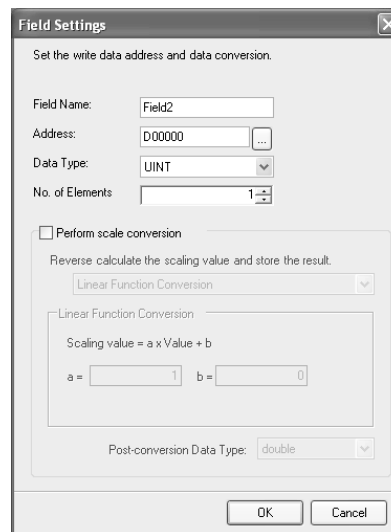 Field Settings
Set the write data address and data conversion.
Field Name: Field2
Address: D00000 ...
Data Type: UINT
No. of Elements 1
Perform scale conversion
Reverse calculate the scaling value and store the result.
Linear Function Conversion
Linear Function Conversion
Scaling value = a x Value + b
a = 1 b = 0
Post-conversion Data Type: double
OK Cancel